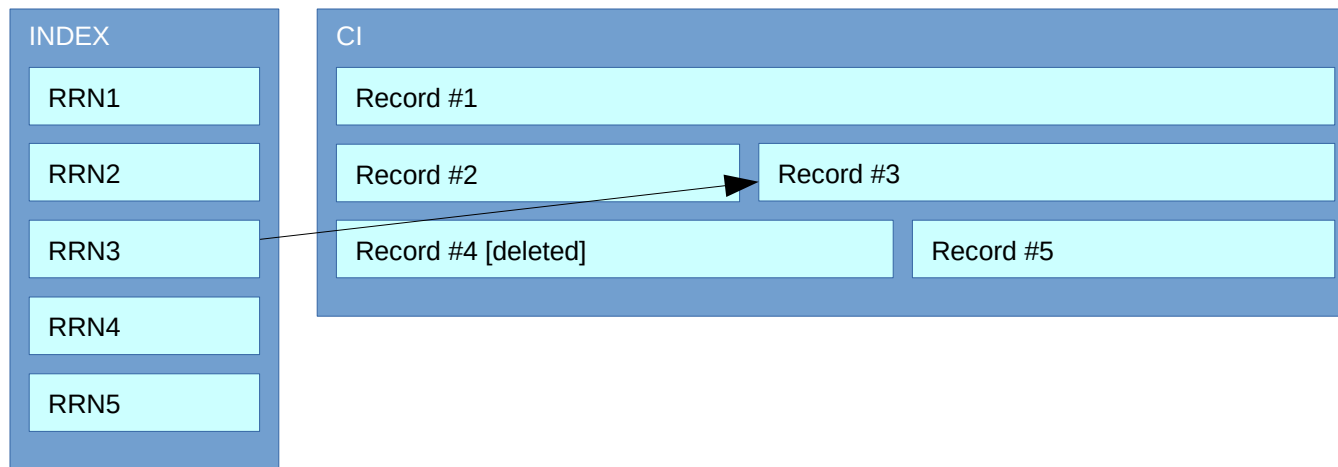 INDEX
RRN1
RRN2
RRN3
RRN4
RRN5
CI
Record #1
Record #2
Record #3
Record #4 [deleted]
Record #5